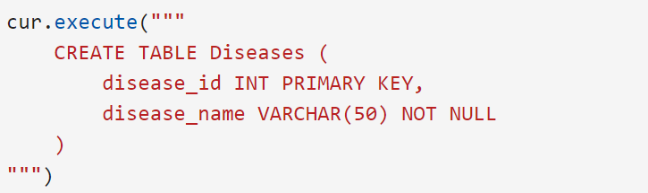 cur.execute("""
    CREATE TABLE Diseases (
        disease_id INT PRIMARY KEY,
        disease_name VARCHAR(50) NOT NULL
    )
""")